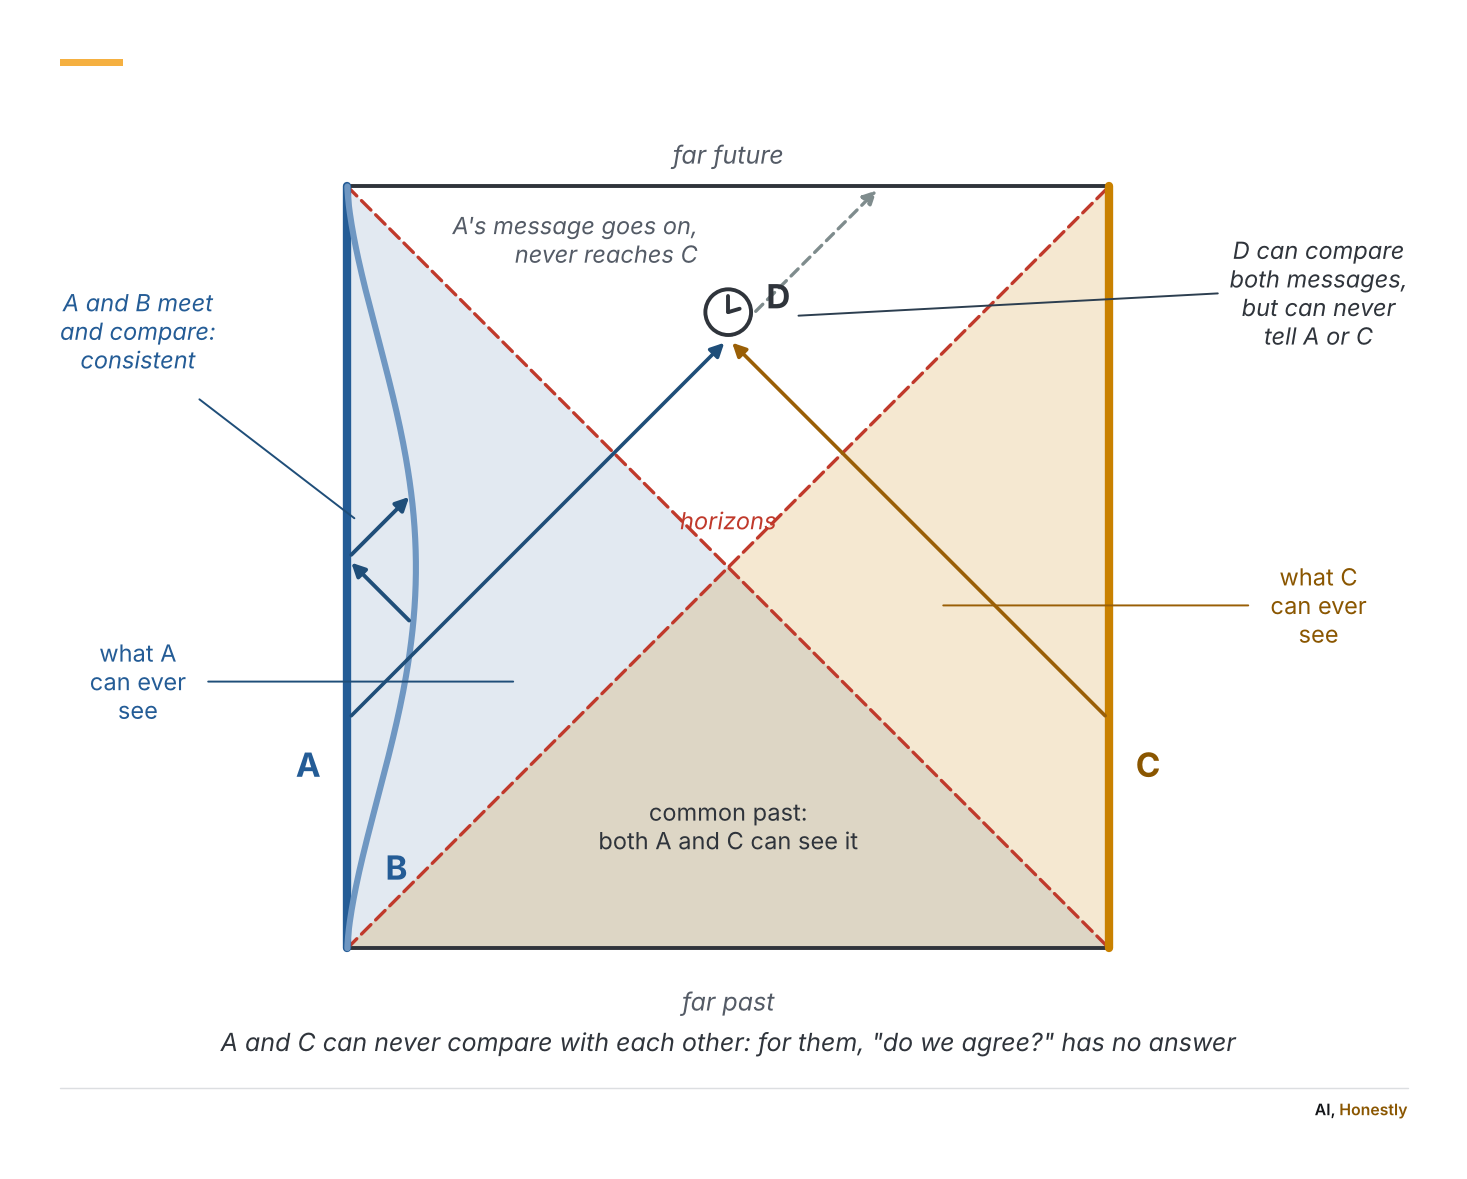 far future
A's message goes on,
never reaches C
D can compare
both messages,
but can never
tell A or C
D
A and B meet
and compare:
consistent
horizons
what C
can ever
see
what A
can ever
see
A
C
common past:
both A and C can see it
B
far past
A and C can never compare with each other: for them, "do we agree?" has no answer
AI, Honestly